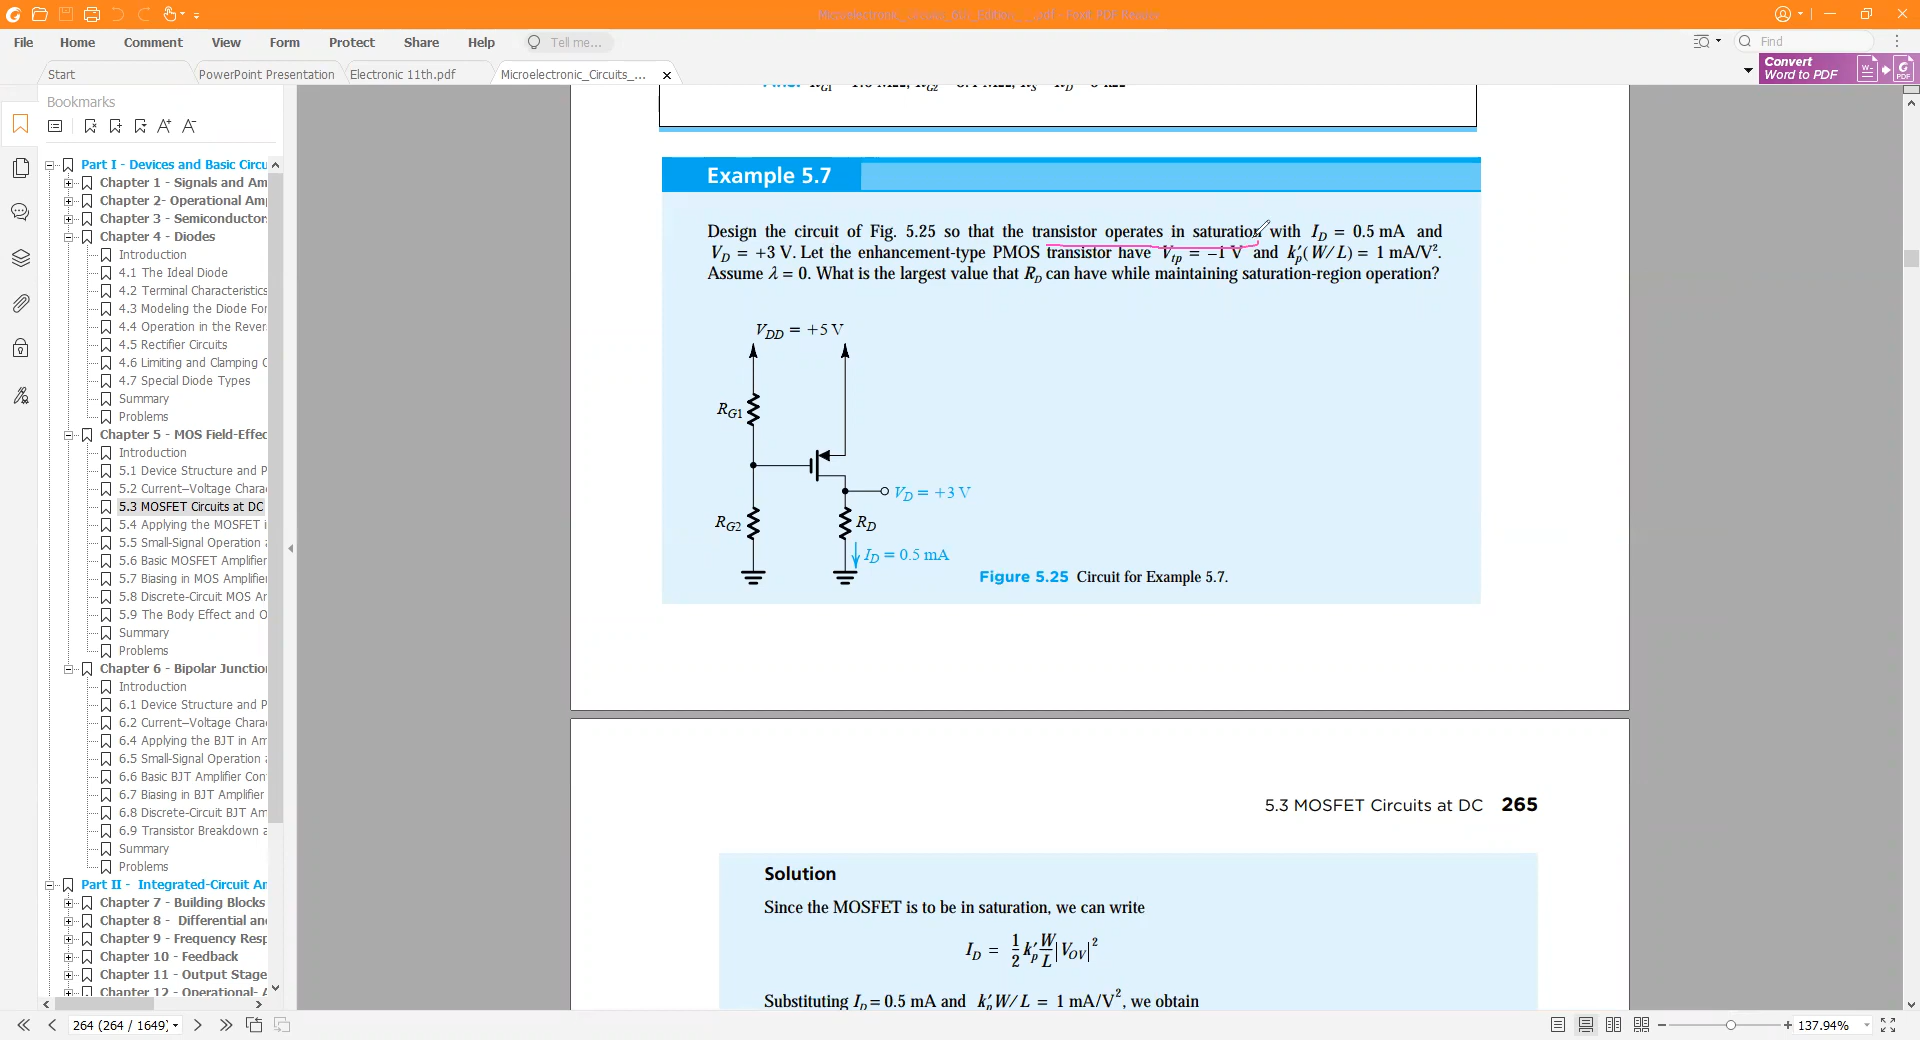 File Home Comment View Form Protect Share Help Tell me... Find
Convert
Word to PDF
Start PowerPoint Presentation Electronic 11th.pdf Microelectronic_Circuits_...
Bookmarks
Part I - Devices and Basic Circu
Chapter 1 - Signals and Am
Chapter 2- Operational Am
Chapter 3 - Semiconductor
Chapter 4 - Diodes
Introduction
4.1 The Ideal Diode
4.2 Terminal Characteristics
4.3 Modeling the Diode For
4.4 Operation in the Rever
4.5 Rectifier Circuits
4.6 Limiting and Clamping C
4.7 Special Diode Types
Summary
Problems
Chapter 5 - MOS Field-Effec
Introduction
5.1 Device Structure and P
5.2 Current–Voltage Chara
5.3 MOSFET Circuits at DC
5.4 Applying the MOSFET i
5.5 Small-Signal Operation a
5.6 Basic MOSFET Amplifier
5.7 Biasing in MOS Amplifie
5.8 Discrete-Circuit MOS Ar
5.9 The Body Effect and O
Summary
Problems
Chapter 6 - Bipolar Junctio
Introduction
6.1 Device Structure and P
6.2 Current–Voltage Chara
6.4 Applying the BJT in Am
6.5 Small-Signal Operation a
6.6 Basic BJT Amplifier Con
6.7 Biasing in BJT Amplifier
6.8 Discrete-Circuit BJT Am
6.9 Transistor Breakdown a
Summary
Problems
Part II - Integrated-Circuit Ar
Chapter 7 - Building Blocks
Chapter 8 - Differential and
Chapter 9 - Frequency Resp
Chapter 10 - Feedback
Chapter 11 - Output Stage
Chapter 12 - Operational- A
Example 5.7
Design the circuit of Fig. 5.25 so that the transistor operates in saturation with I_D = 0.5 mA and
V_D = +3 V. Let the enhancement-type PMOS transistor have V_tp = −1 V and k′_p(W/L) = 1 mA/V².
Assume λ = 0. What is the largest value that R_D can have while maintaining saturation-region operation?
V_DD = +5 V
R_G1
V_D = +3 V
R_G2 R_D
I_D = 0.5 mA
Figure 5.25 Circuit for Example 5.7.
5.3 MOSFET Circuits at DC 265
Solution
Since the MOSFET is to be in saturation, we can write
I_D = 1/2 k′_p W/L |V_OV|²
Substituting I_D = 0.5 mA and k′_p W/L = 1 mA/V², we obtain
264 (264 / 1649)
137.94%